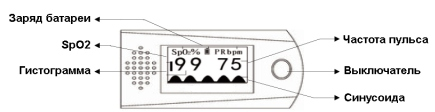 Заряд батареи
SpO2
Гистограмма
SpO₂% PRbpm
99 75
Частота пульса
Выключатель
Синусоида